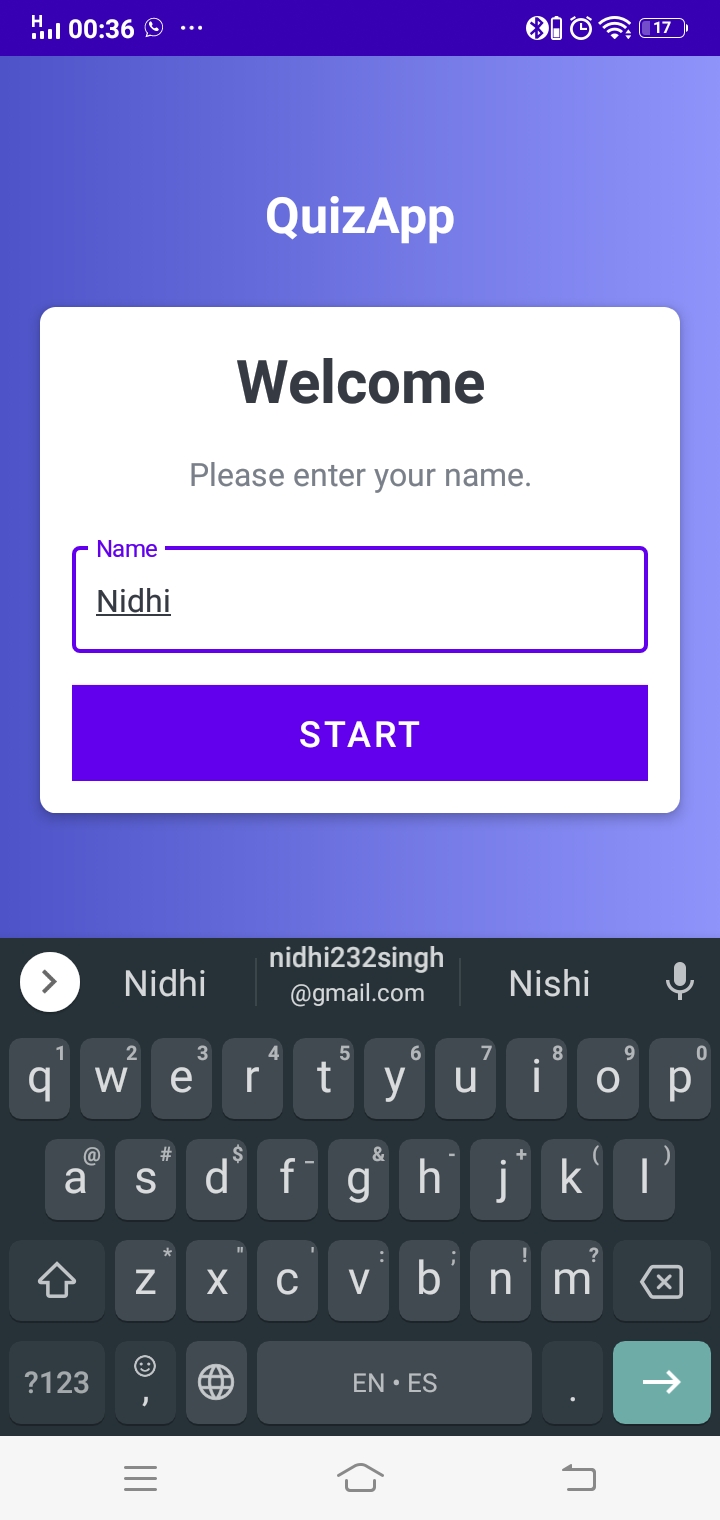 H 00:36 ... 17
QuizApp
Welcome
Please enter your name.
Name
Nidhi
START
Nidhi nidhi232singh@gmail.com Nishi
q1 w2 e3 r4 t5 y6 u7 i8 o9 p0
a@ s# d$ f_ g& h- j+ k( l)
z* x" c' v: b; n! m?
?123 , EN • ES .